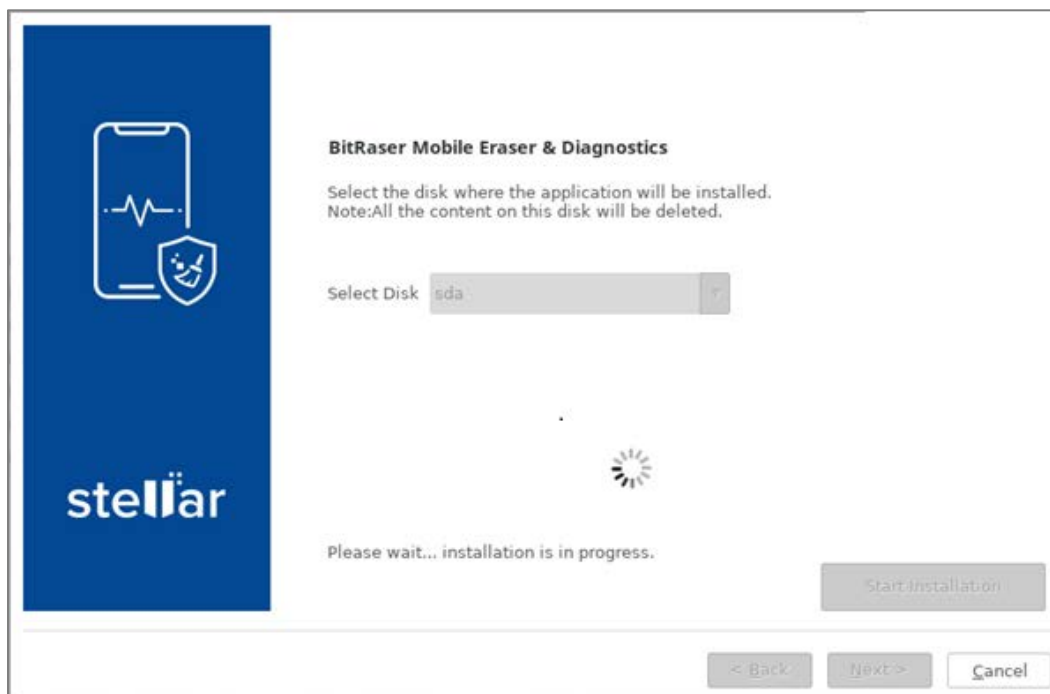 BitRaser Mobile Eraser & Diagnostics
Select the disk where the application will be installed.
Note:All the content on this disk will be deleted.
Select Disk sda
stellar
Please wait... installation is in progress.
Start Installation
< Back Next > Cancel